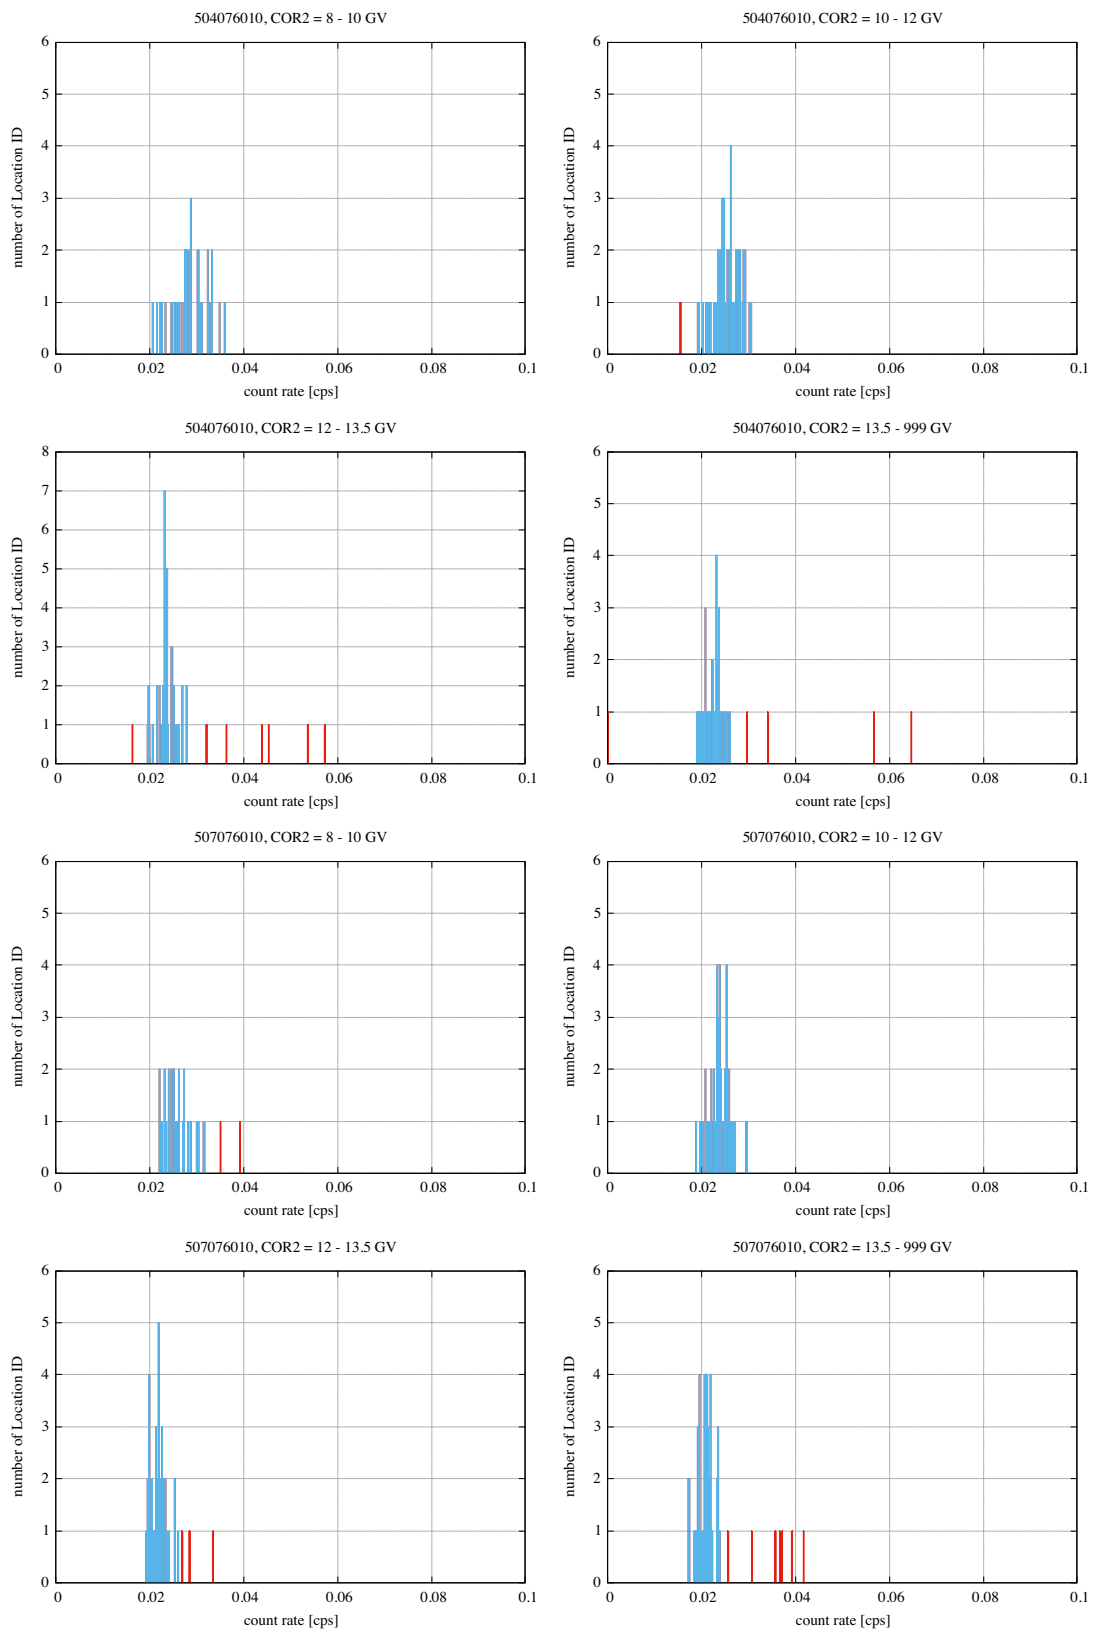 504076010, COR2 = 8 - 10 GV
6
5
4
3
2
1
0
number of Location ID
0 0.02 0.04 0.06 0.08 0.1
count rate [cps]
504076010, COR2 = 10 - 12 GV
6
5
4
3
2
1
0
number of Location ID
0 0.02 0.04 0.06 0.08 0.1
count rate [cps]
504076010, COR2 = 12 - 13.5 GV
8
7
6
5
4
3
2
1
0
number of Location ID
0 0.02 0.04 0.06 0.08 0.1
count rate [cps]
504076010, COR2 = 13.5 - 999 GV
6
5
4
3
2
1
0
number of Location ID
0 0.02 0.04 0.06 0.08 0.1
count rate [cps]
507076010, COR2 = 8 - 10 GV
6
5
4
3
2
1
0
number of Location ID
0 0.02 0.04 0.06 0.08 0.1
count rate [cps]
507076010, COR2 = 10 - 12 GV
6
5
4
3
2
1
0
number of Location ID
0 0.02 0.04 0.06 0.08 0.1
count rate [cps]
507076010, COR2 = 12 - 13.5 GV
6
5
4
3
2
1
0
number of Location ID
0 0.02 0.04 0.06 0.08 0.1
count rate [cps]
507076010, COR2 = 13.5 - 999 GV
6
5
4
3
2
1
0
number of Location ID
0 0.02 0.04 0.06 0.08 0.1
count rate [cps]